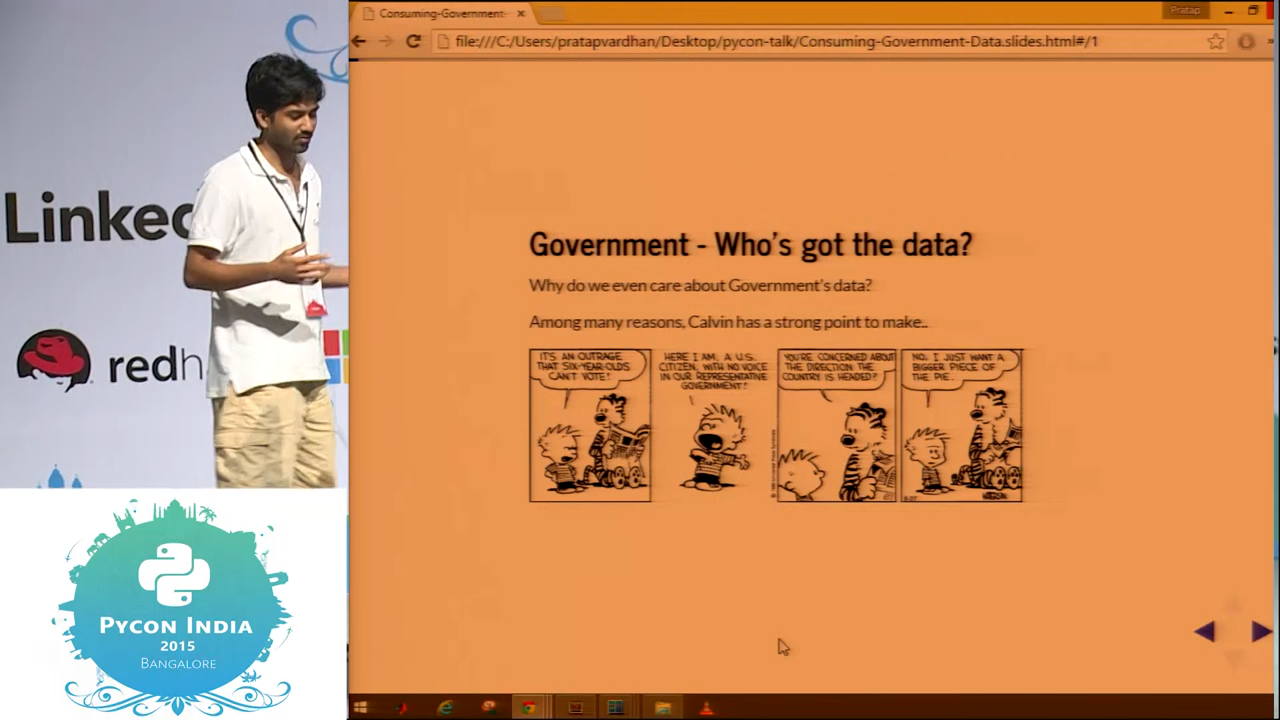 Consuming-Government-
Pratap
file:///C:/Users/pratapvardhan/Desktop/pycon-talk/Consuming-Government-Data.slides.html#/1
Linked
redh
Government - Who's got the data?
Why do we even care about Government's data?
Among many reasons, Calvin has a strong point to make..
IT'S AN OUTRAGE
THAT SIX-YEAR-OLDS
CAN'T VOTE!
HERE I AM, A U.S.
CITIZEN, WITH NO VOICE
IN OUR REPRESENTATIVE
GOVERNMENT!
YOU'RE CONCERNED ABOUT
THE DIRECTION THE
COUNTRY IS HEADED?
NO, I JUST WANT A
BIGGER PIECE OF
THE PIE.
PYCON INDIA
2015
BANGALORE